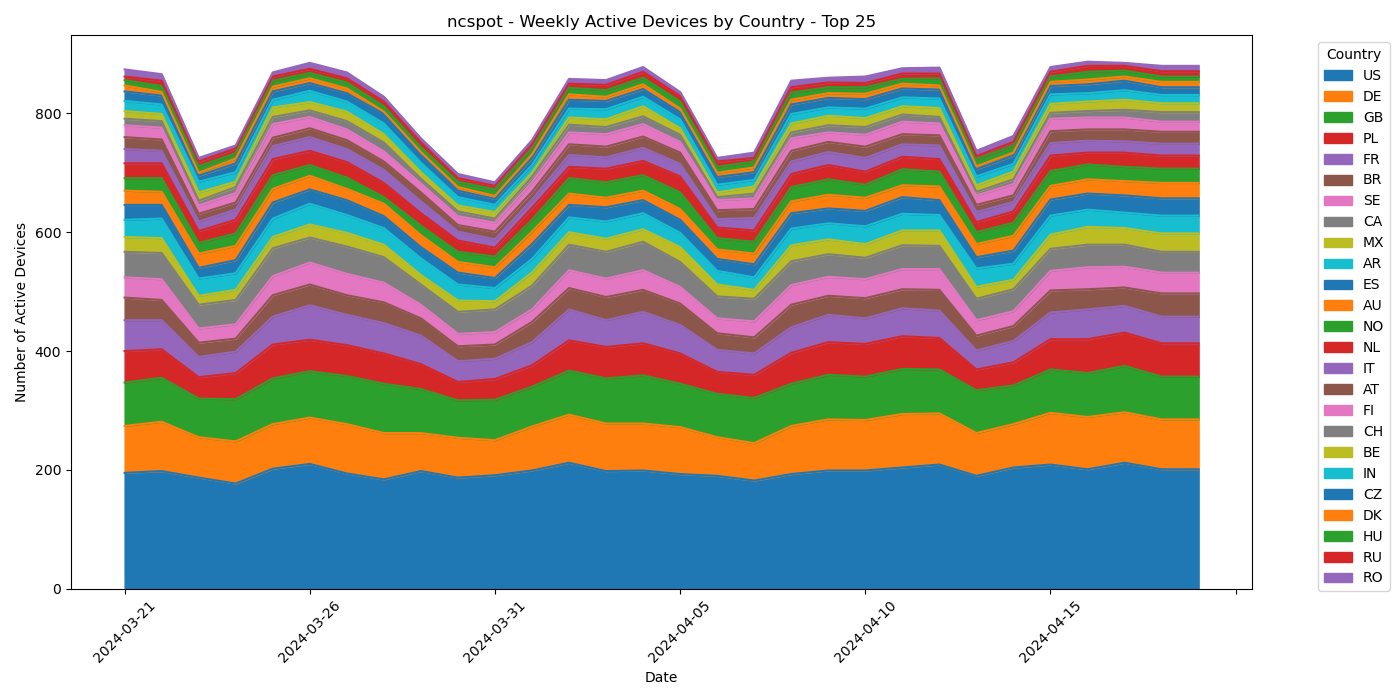 ncspot - Weekly Active Devices by Country - Top 25
Number of Active Devices
800
600
400
200
0
2024-03-21
2024-03-26
2024-03-31
2024-04-05
2024-04-10
2024-04-15
Date
Country
US
DE
GB
PL
FR
BR
SE
CA
MX
AR
ES
AU
NO
NL
IT
AT
FI
CH
BE
IN
CZ
DK
HU
RU
RO